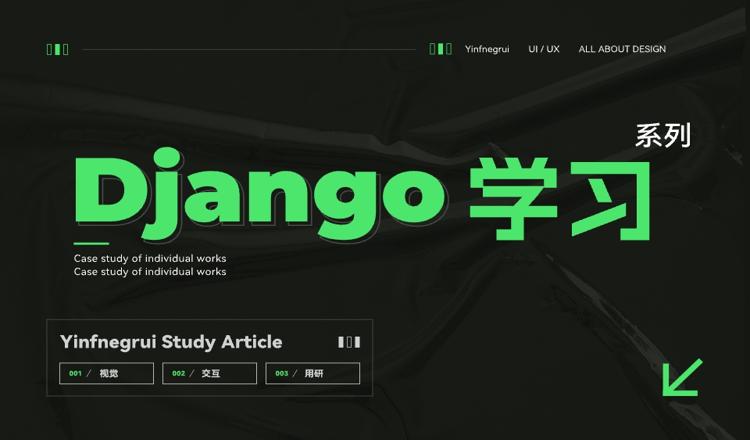 Yinfnegrui UI / UX ALL ABOUT DESIGN
系列
Django 学习
Case study of individual works
Case study of individual works
Yinfnegrui Study Article
001 / 视觉 002 / 交互 003 / 用研